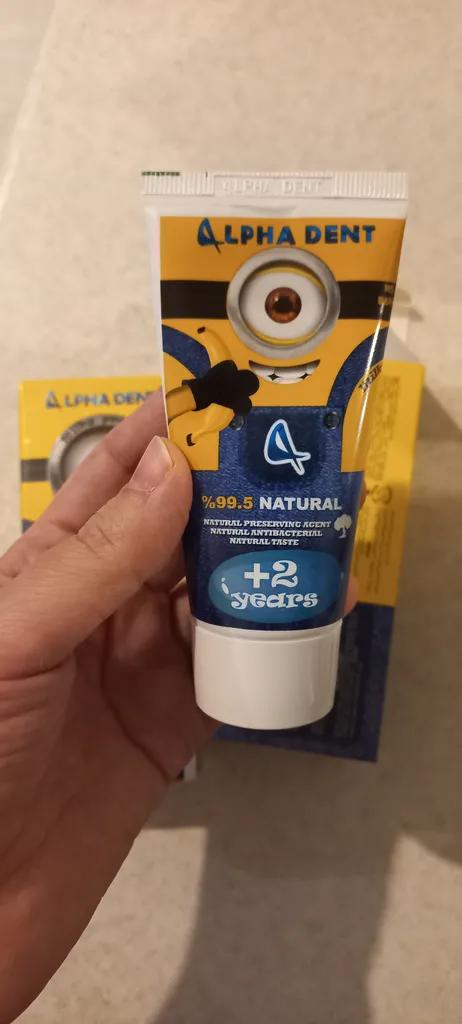 ALPHA DENT
ALPHA DENT
ALPHA DENT
%99.5 NATURAL
NATURAL PRESERVING AGENT
NATURAL ANTIBACTERIAL
NATURAL TASTE
+2
years